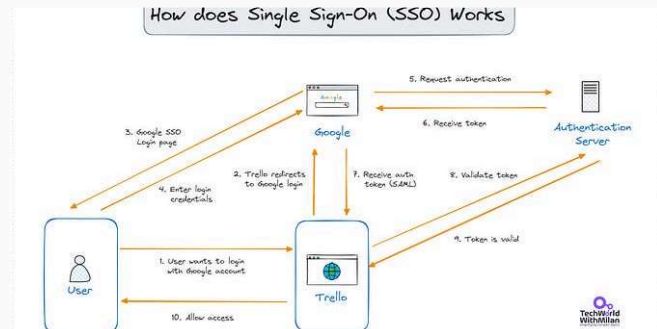 How does Single Sign-On (SSO) Works
5. Request authentication
Google
Google
6. Receive token
Authentication
Server
3. Google SSO
Login page
4. Enter login
credentials
2. Trello redirects
to Google login
7. Receive auth
token (SAML)
8. Validate token
9. Token is valid
1. User wants to login
with Google account
User
Trello
10. Allow access
TechWorld
WithMilan